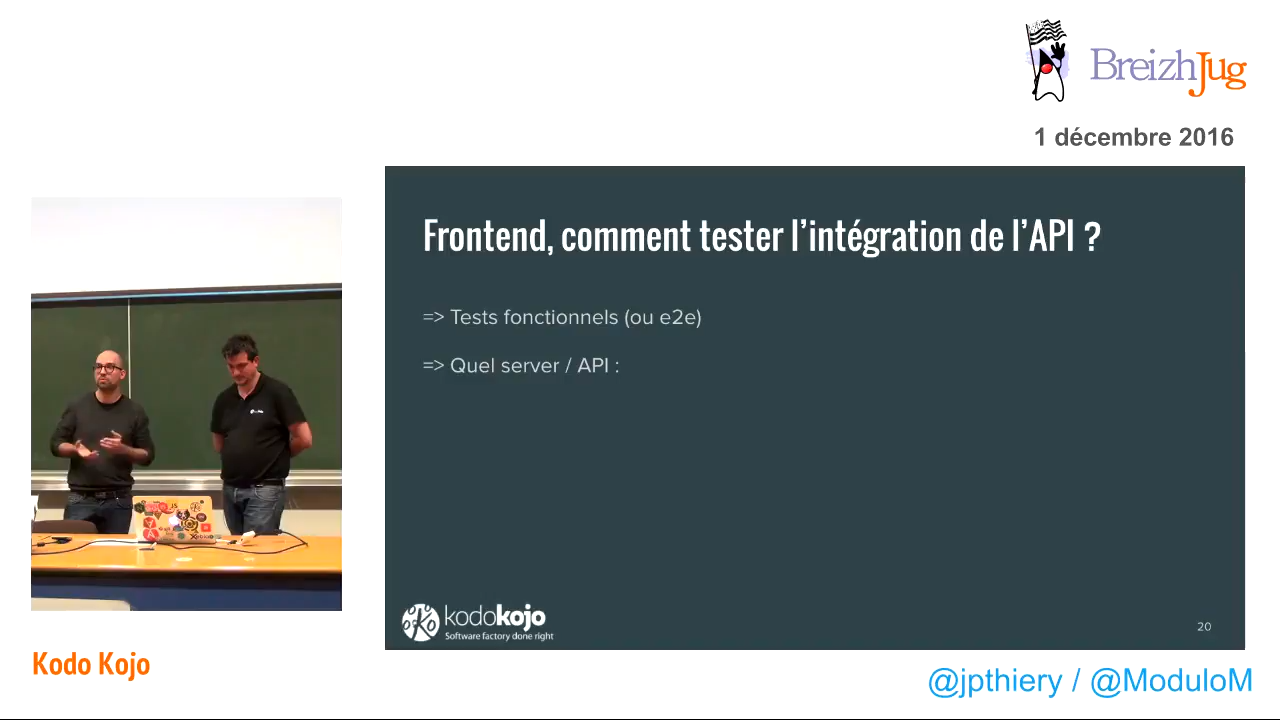 BreizhJug
1 décembre 2016
Frontend, comment tester l'intégration de l'API ?
=> Tests fonctionnels (ou e2e)
=> Quel server / API :
kodokojo
Software factory done right
20
Kodo Kojo
@jpthiery / @ModuloM